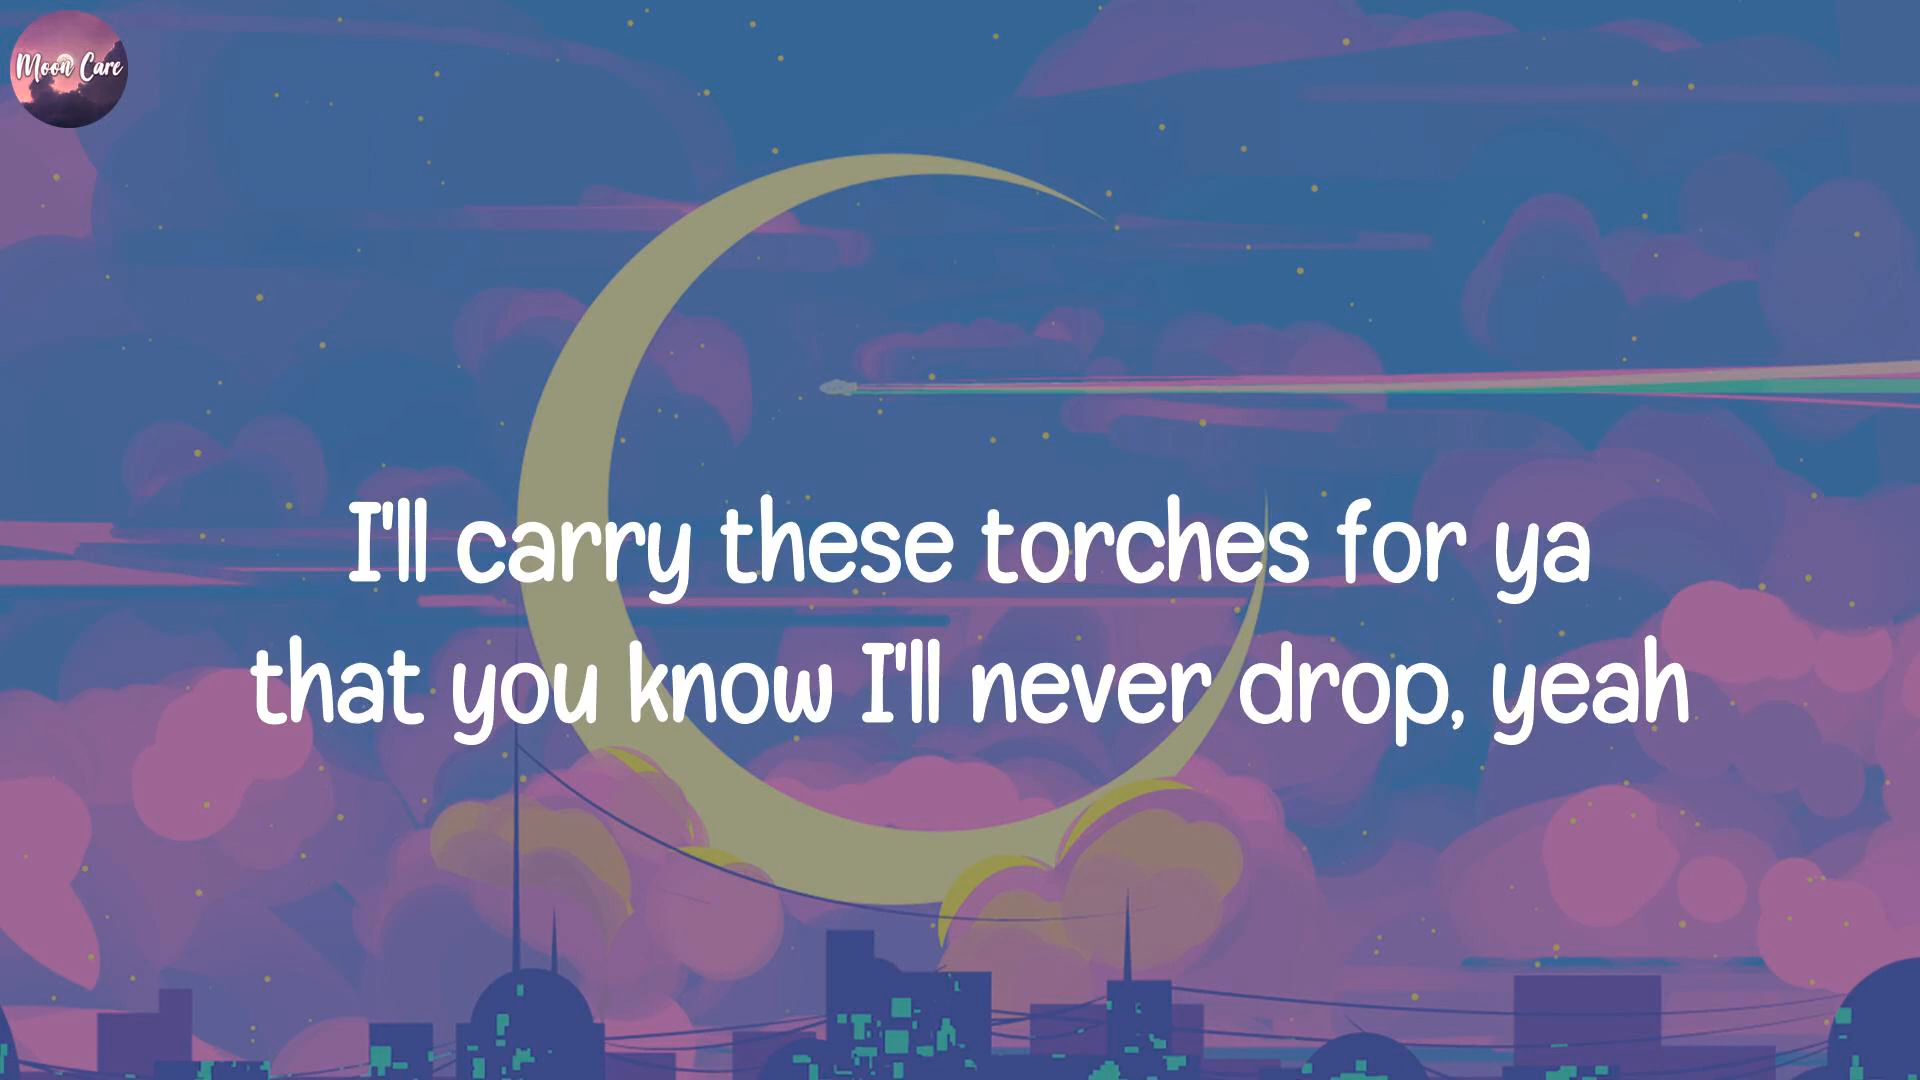 Moon Care
I'll carry these torches for ya
that you know I'll never drop, yeah